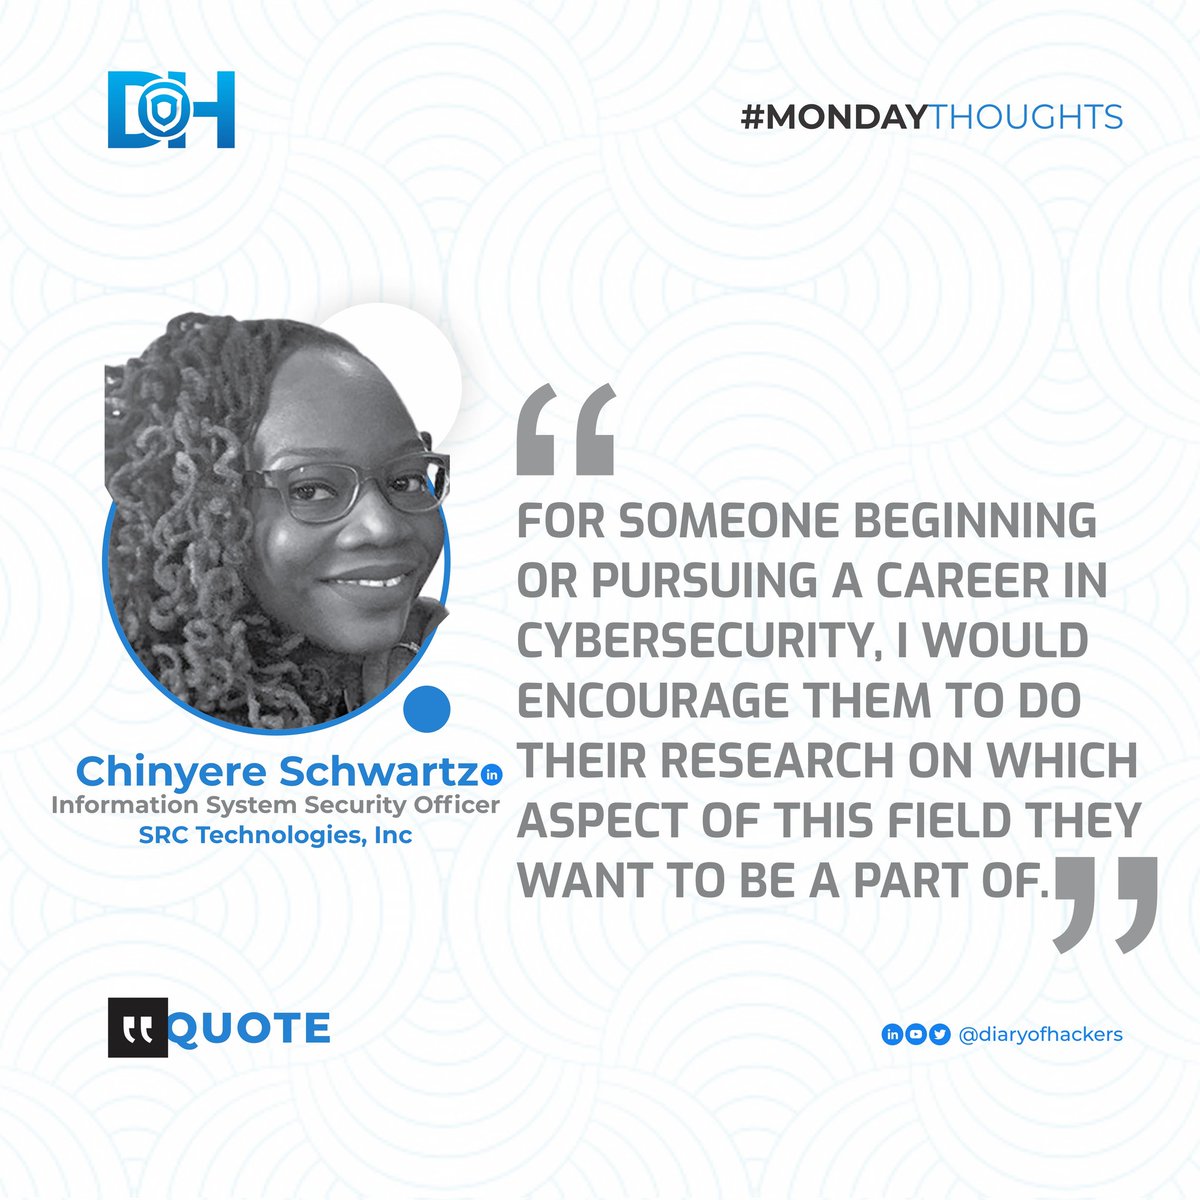 DH
#MONDAYTHOUGHTS
“
FOR SOMEONE BEGINNING
OR PURSUING A CAREER IN
CYBERSECURITY, I WOULD
ENCOURAGE THEM TO DO
THEIR RESEARCH ON WHICH
ASPECT OF THIS FIELD THEY
WANT TO BE A PART OF.”
Chinyere Schwartz in
Information System Security Officer
SRC Technologies, Inc
“QUOTE
in @diaryofhackers